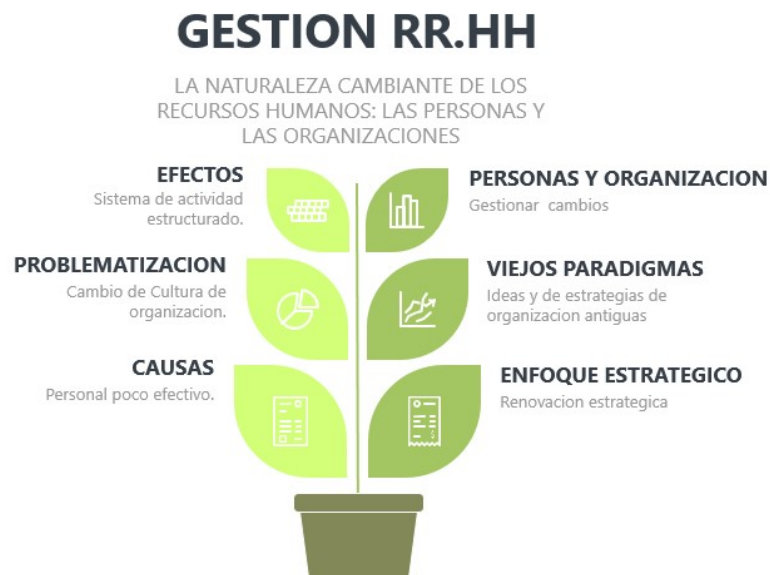 GESTION RR.HH
LA NATURALEZA CAMBIANTE DE LOS
RECURSOS HUMANOS: LAS PERSONAS Y
LAS ORGANIZACIONES
EFECTOS
Sistema de actividad
estructurado.
PERSONAS Y ORGANIZACION
Gestionar cambios
PROBLEMATIZACION
Cambio de Cultura de
organizacion.
VIEJOS PARADIGMAS
Ideas y de estrategias de
organizacion antiguas
CAUSAS
Personal poco efectivo.
ENFOQUE ESTRATEGICO
Renovacion estrategica